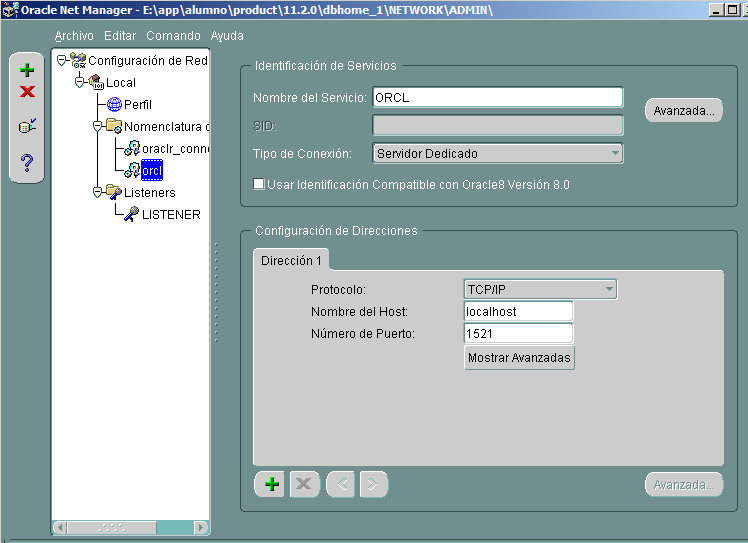 Oracle Net Manager - E:\app\alumno\product\11.2.0\dbhome_1\NETWORK\ADMIN\
Archivo Editar Comando Ayuda
Configuración de Red
Local
Perfil
Nomenclatura
oraclr_conn
orcl
Listeners
LISTENER
Identificación de Servicios
Nombre del Servicio: ORCL
Avanzada...
SID:
Tipo de Conexión: Servidor Dedicado
Usar Identificación Compatible con Oracle8 Versión 8.0
Configuración de Direcciones
Dirección 1
Protocolo: TCP/IP
Nombre del Host: localhost
Número de Puerto: 1521
Mostrar Avanzadas
Avanzada...